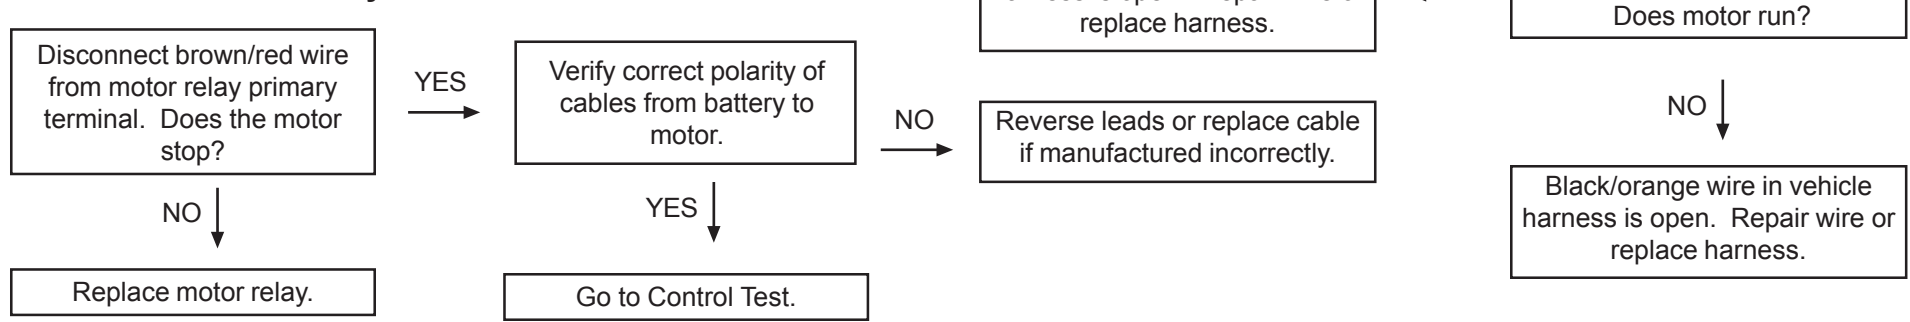 replace harness.
Does motor run?
Disconnect brown/red wire
from motor relay primary
terminal.  Does the motor
stop?
YES
Verify correct polarity of
cables from battery to
motor.
NO
Reverse leads or replace cable
if manufactured incorrectly.
NO
Black/orange wire in vehicle
harness is open.  Repair wire or
replace harness.
NO
Replace motor relay.
YES
Go to Control Test.